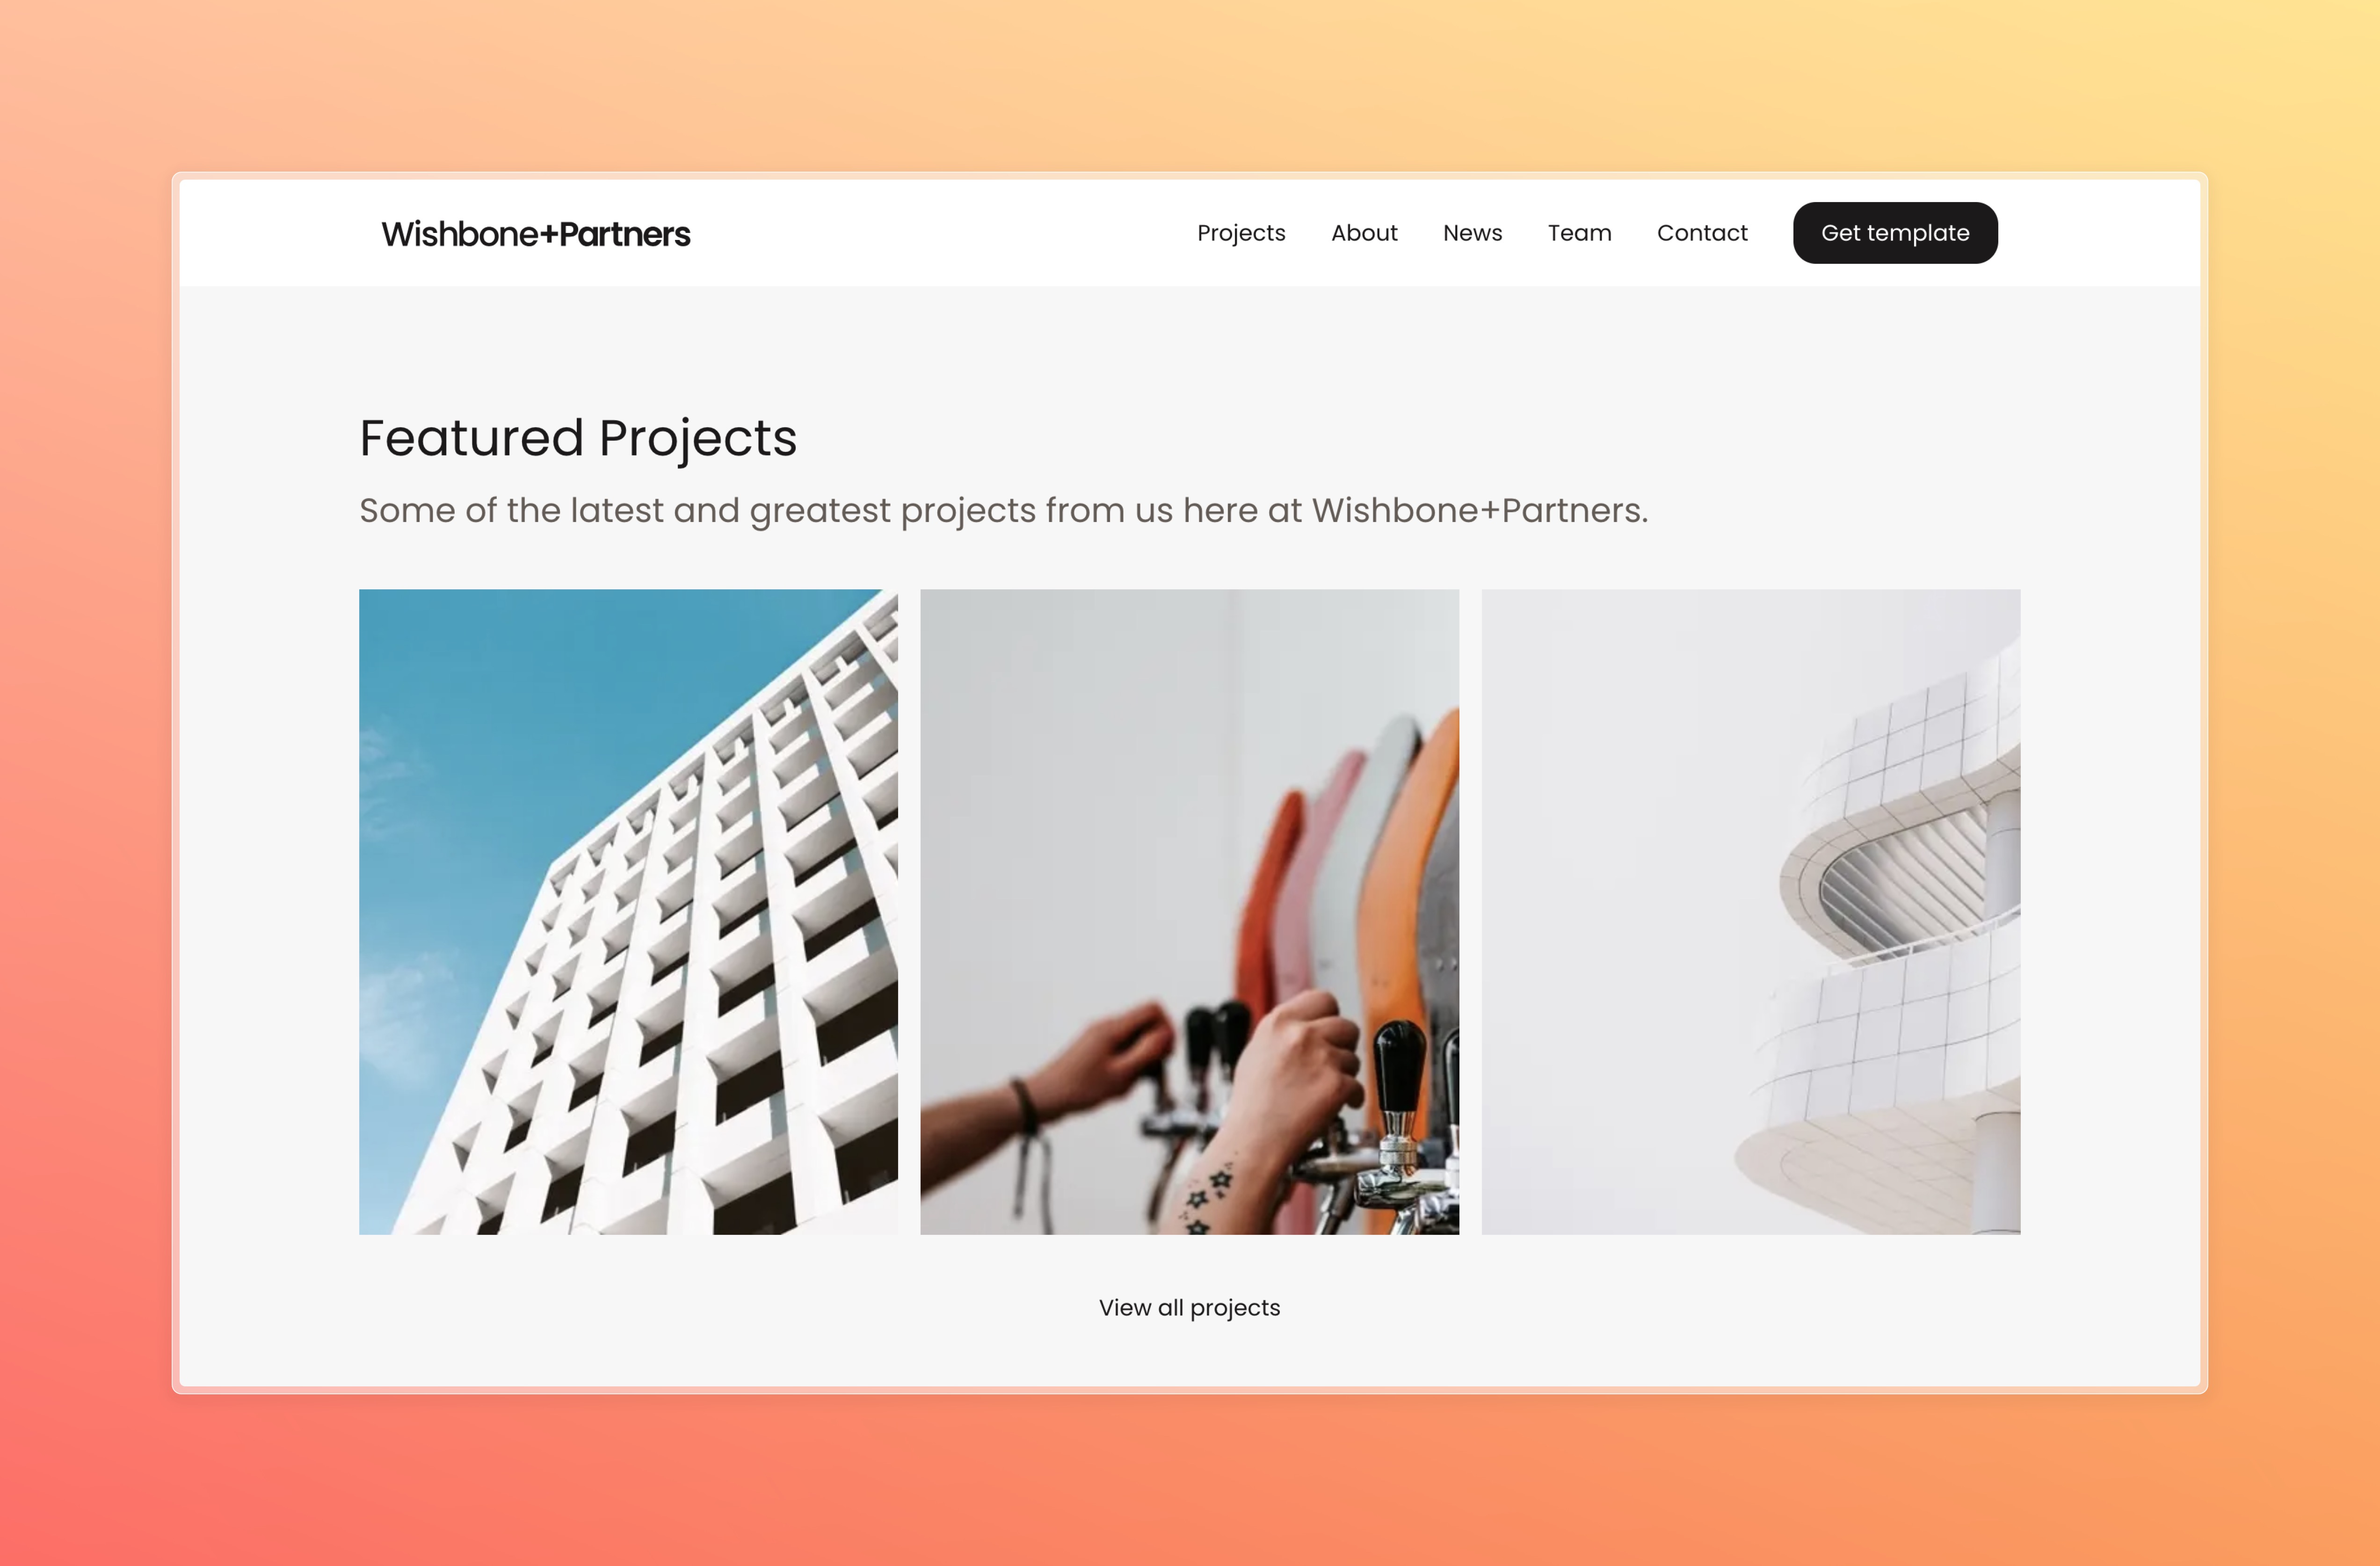 Wishbone+Partners
Projects About News Team Contact Get template
Featured Projects
Some of the latest and greatest projects from us here at Wishbone+Partners.
View all projects